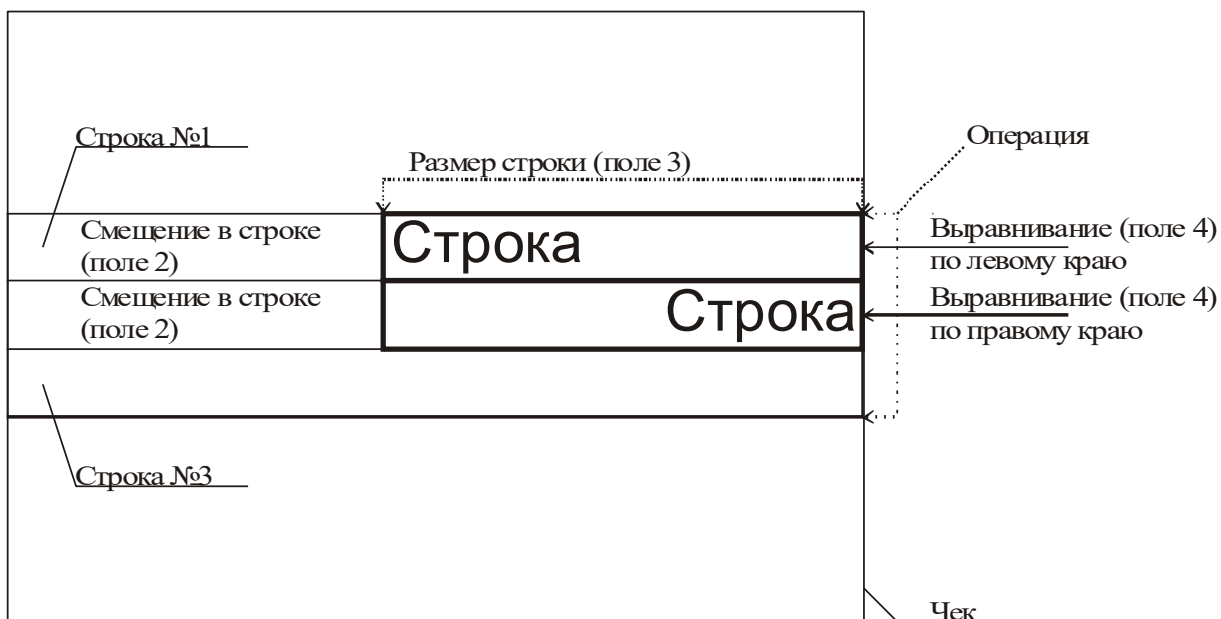 Строка №1
Операция
Размер строки (поле 3)
Смещение в строке
(поле 2)
Строка
Выравнивание (поле 4)
по левому краю
Смещение в строке
(поле 2)
Строка
Выравнивание (поле 4)
по правому краю
Строка №3
Чек